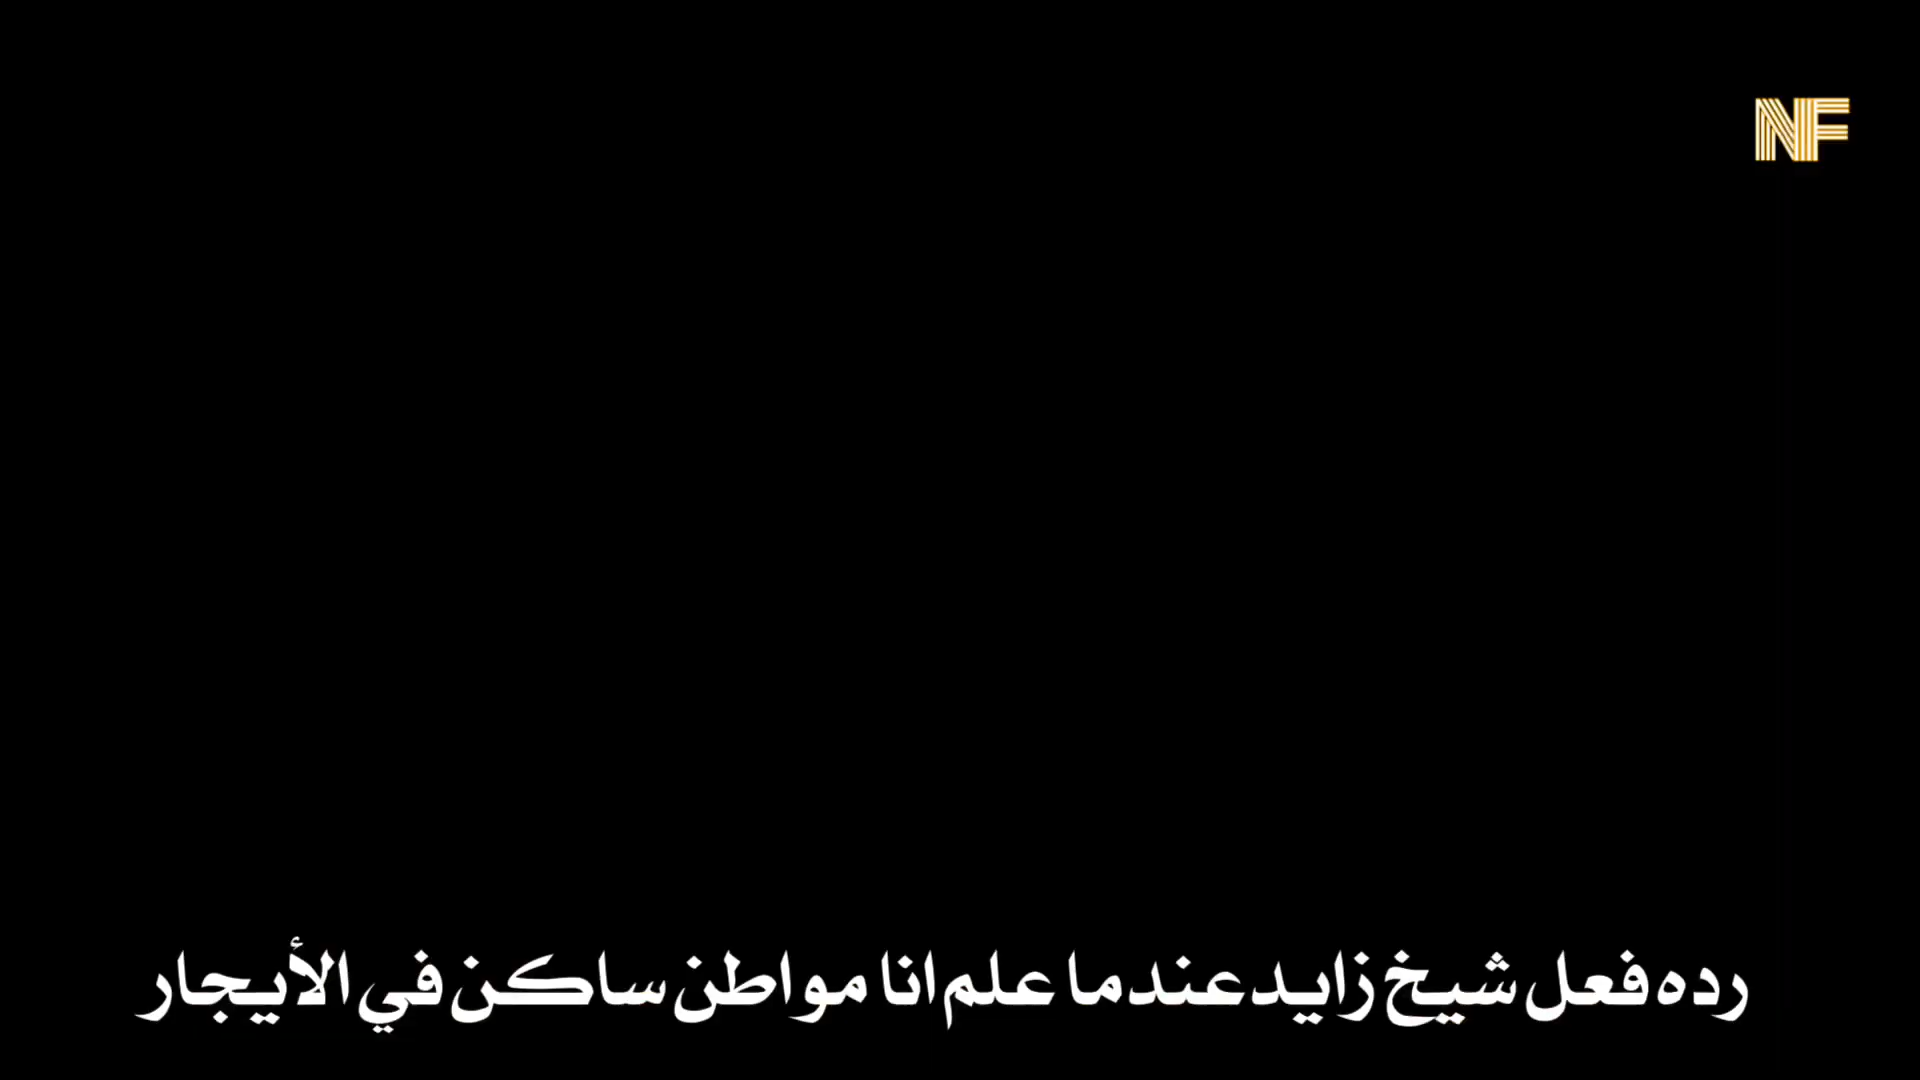 NF
رده فعل شيخ زايد عندما علم انا مواطن ساكن في الأيجار